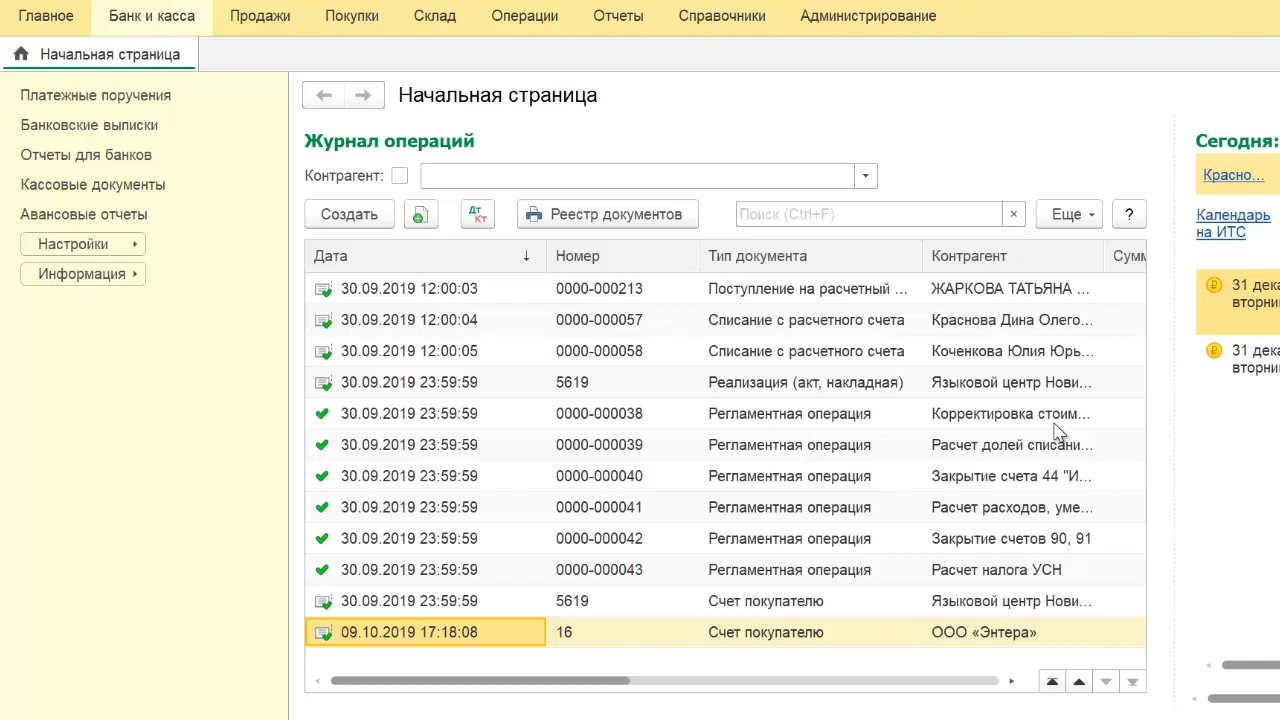 Главное Банк и касса Продажи Покупки Склад Операции Отчеты Справочники Администрирование
Начальная страница
Платежные поручения
Банковские выписки
Отчеты для банков
Кассовые документы
Авансовые отчеты
Настройки
Информация
Начальная страница
Журнал операций
Контрагент:
Создать Дт Кт Реестр документов Поиск (Ctrl+F) × Еще ?
Дата ↓ Номер Тип документа Контрагент Сумм
30.09.2019 12:00:03 0000-000213 Поступление на расчетный ... ЖАРКОВА ТАТЬЯНА ...
30.09.2019 12:00:04 0000-000057 Списание с расчетного счета Краснова Дина Олего...
30.09.2019 12:00:05 0000-000058 Списание с расчетного счета Коченкова Юлия Юрь...
30.09.2019 23:59:59 5619 Реализация (акт, накладная) Языковой центр Нови...
30.09.2019 23:59:59 0000-000038 Регламентная операция Корректировка стоим...
30.09.2019 23:59:59 0000-000039 Регламентная операция Расчет долей списани...
30.09.2019 23:59:59 0000-000040 Регламентная операция Закрытие счета 44 "И...
30.09.2019 23:59:59 0000-000041 Регламентная операция Расчет расходов, уме...
30.09.2019 23:59:59 0000-000042 Регламентная операция Закрытие счетов 90, 91
30.09.2019 23:59:59 0000-000043 Регламентная операция Расчет налога УСН
30.09.2019 23:59:59 5619 Счет покупателю Языковой центр Нови...
09.10.2019 17:18:08 16 Счет покупателю ООО «Энтера»
Сегодня:
Красно...
Календарь
на ИТС
31 дека
вторни
31 дека
вторни